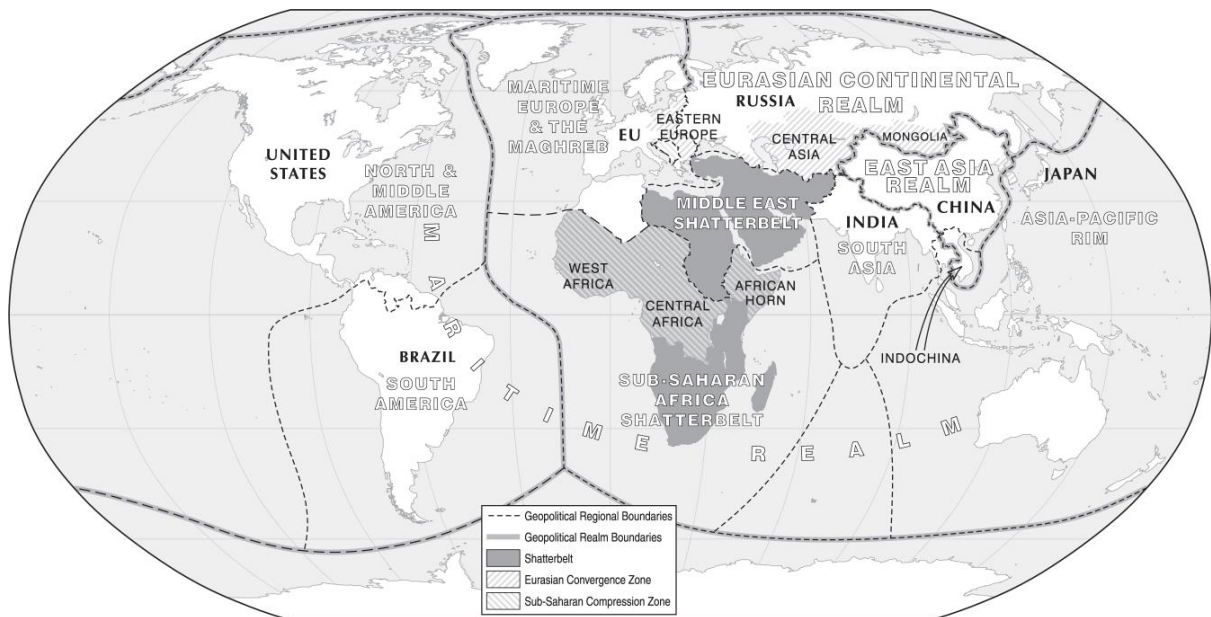 MARITIME
EUROPE
& THE
MAGHREB
EURASIAN CONTINENTAL
REALM
RUSSIA
EU
EASTERN
EUROPE
CENTRAL
ASIA
MONGOLIA
EAST ASIA
REALM
CHINA
JAPAN
UNITED
STATES
NORTH &
MIDDLE
AMERICA
MIDDLE EAST
SHATTERBELT
INDIA
SOUTH
ASIA
ASIA-PACIFIC
RIM
WEST
AFRICA
CENTRAL
AFRICA
AFRICAN
HORN
INDOCHINA
BRAZIL
SOUTH
AMERICA
SUB-SAHARAN
AFRICA
SHATTERBELT
MARITIME REALM
Geopolitical Regional Boundaries
Geopolitical Realm Boundaries
Shatterbelt
Eurasian Convergence Zone
Sub-Saharan Compression Zone